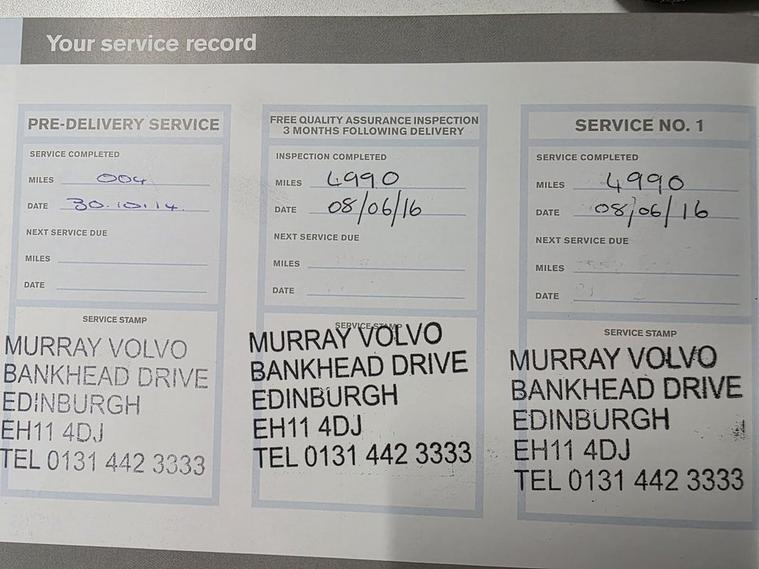 Your service record
PRE-DELIVERY SERVICE
SERVICE COMPLETED
MILES 004
DATE 30.10.14
NEXT SERVICE DUE
MILES
DATE
SERVICE STAMP
MURRAY VOLVO
BANKHEAD DRIVE
EDINBURGH
EH11 4DJ
TEL 0131 442 3333
FREE QUALITY ASSURANCE INSPECTION
3 MONTHS FOLLOWING DELIVERY
INSPECTION COMPLETED
MILES 4990
DATE 08/06/16
NEXT SERVICE DUE
MILES
DATE
SERVICE STAMP
MURRAY VOLVO
BANKHEAD DRIVE
EDINBURGH
EH11 4DJ
TEL 0131 442 3333
SERVICE NO. 1
SERVICE COMPLETED
MILES 4990
DATE 08/06/16
NEXT SERVICE DUE
MILES
DATE
SERVICE STAMP
MURRAY VOLVO
BANKHEAD DRIVE
EDINBURGH
EH11 4DJ
TEL 0131 442 3333